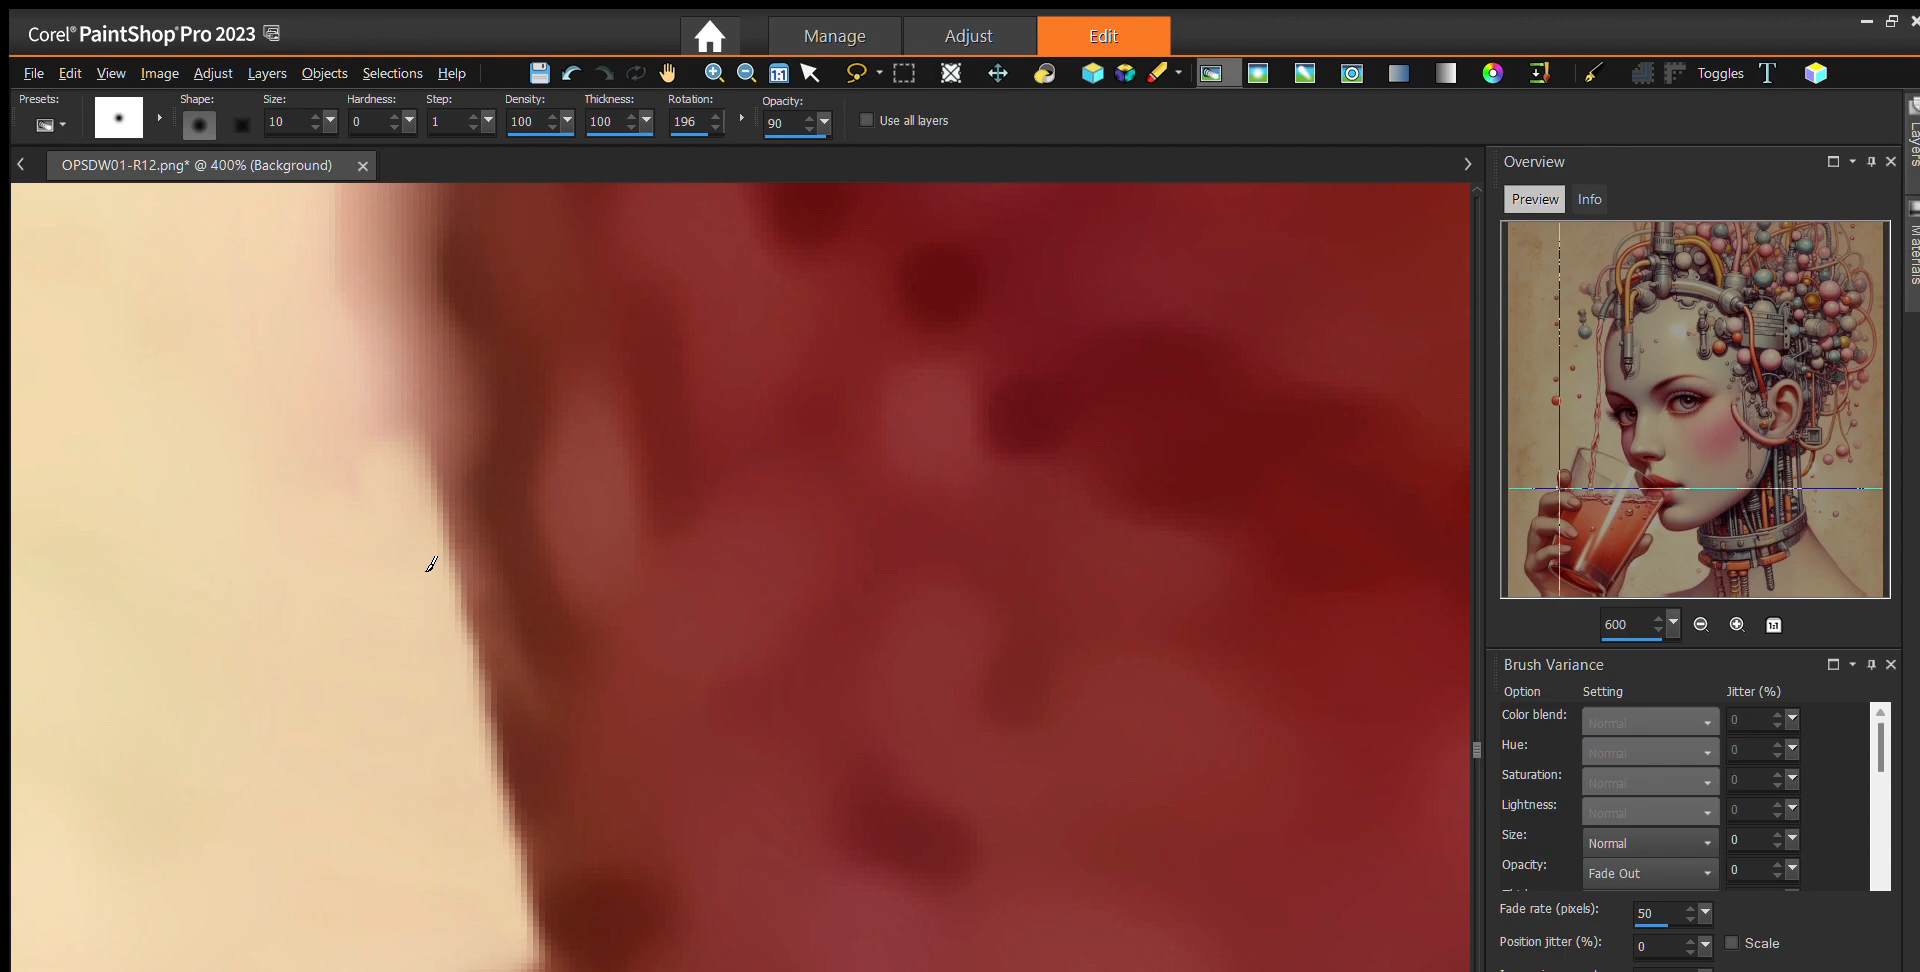 Corel® PaintShop® Pro 2023
Manage
Adjust
Edit
File Edit View Image Adjust Layers Objects Selections Help
Toggles
Presets:
Shape:
Size:
Hardness:
Step:
Density:
Thickness:
Rotation:
Opacity:
10
0
1
100
100
196
90
Use all layers
OPSDW01-R12.png* @ 400% (Background)
Overview
Preview Info
600
Brush Variance
Option Setting Jitter (%)
Color blend: Normal 0
Hue: Normal 0
Saturation: Normal 0
Lightness: Normal 0
Size: Normal 0
Opacity: Fade Out 0
Fade rate (pixels): 50
Position jitter (%): 0 Scale
Layers
Materials